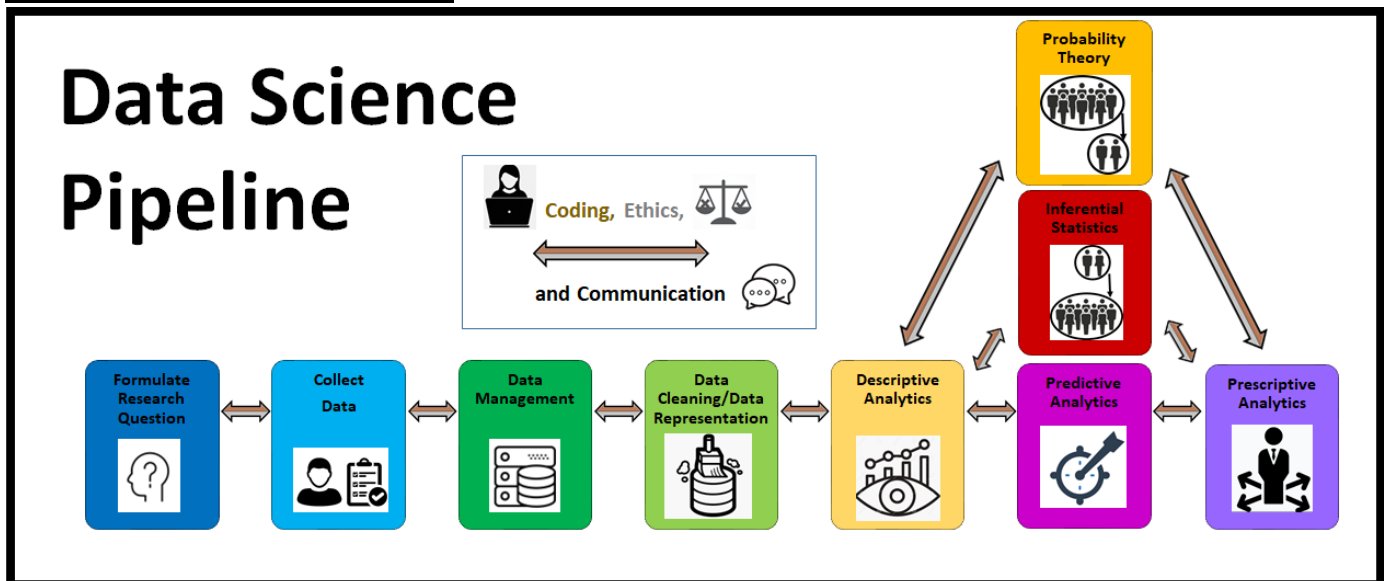 Data Science
Pipeline
Coding, Ethics,
and Communication
Probability
Theory
Inferential
Statistics
Formulate
Research
Question
Collect
Data
Data
Management
Data
Cleaning/Data
Representation
Descriptive
Analytics
Predictive
Analytics
Prescriptive
Analytics